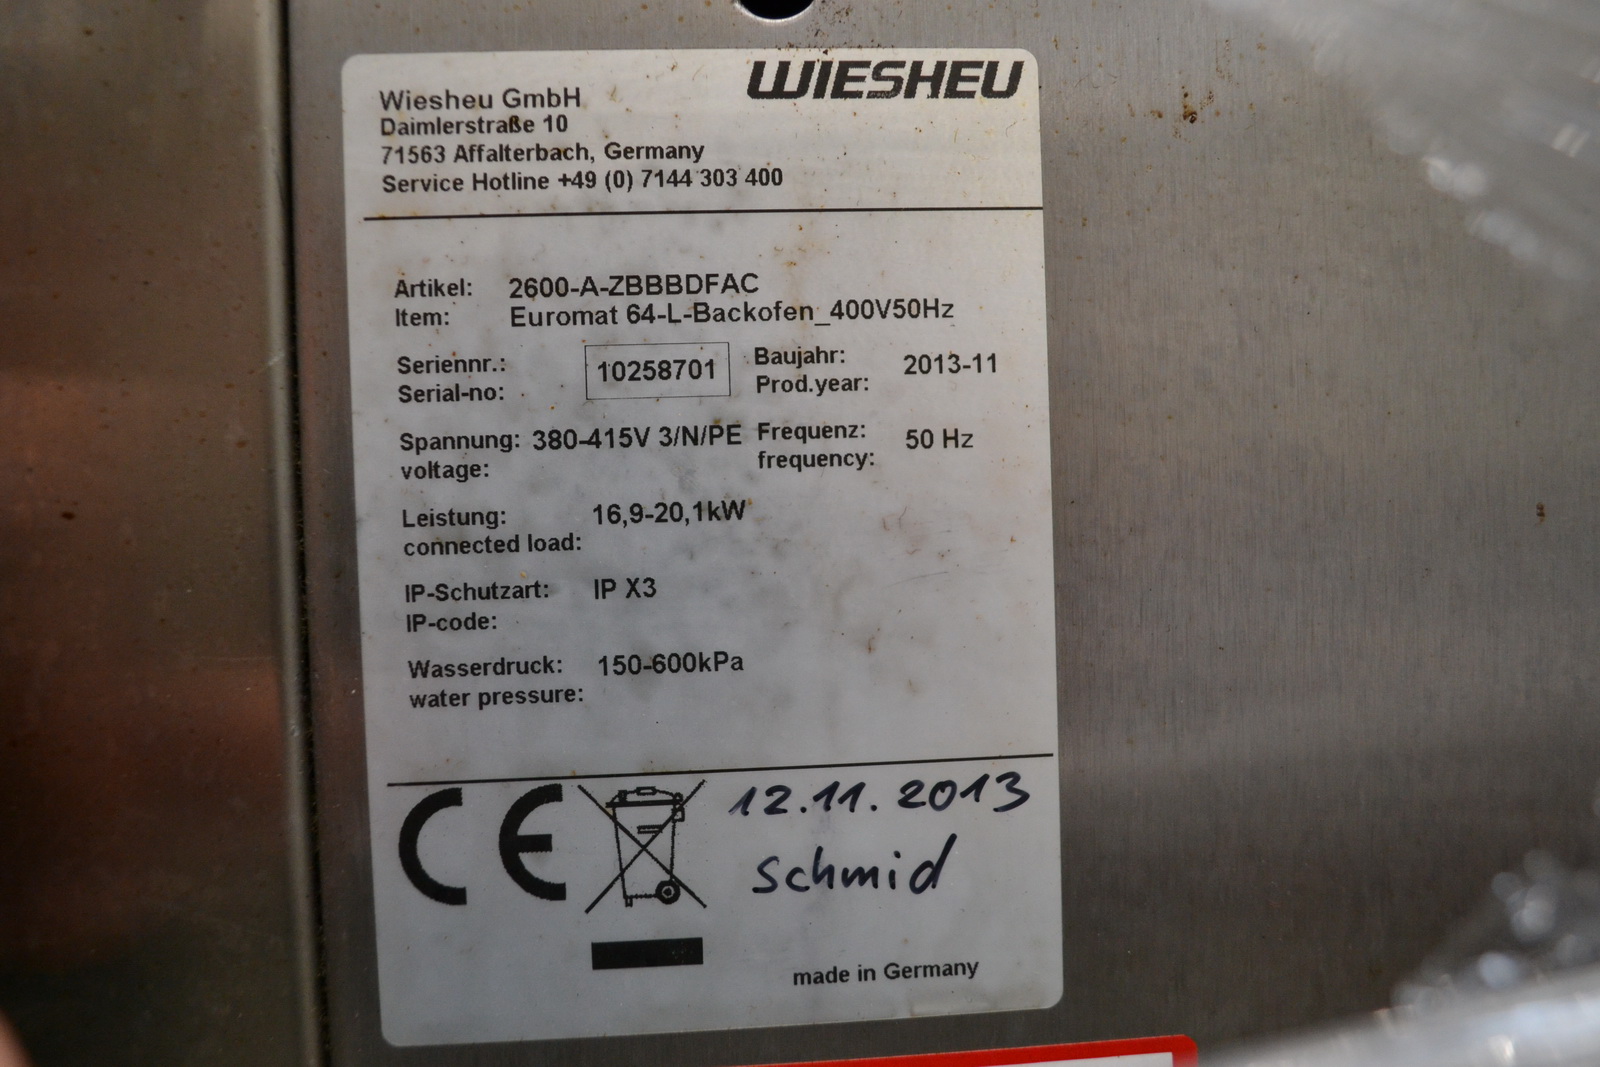 WIESHEU
Wiesheu GmbH
Daimlerstraße 10
71563 Affalterbach, Germany
Service Hotline +49 (0) 7144 303 400
Artikel: 2600-A-ZBBBDFAC
Item: Euromat 64-L-Backofen_400V50Hz
Seriennr.: 10258701 Baujahr: 2013-11
Serial-no: Prod.year:
Spannung: 380-415V 3/N/PE Frequenz: 50 Hz
voltage: frequency:
Leistung: 16,9-20,1kW
connected load:
IP-Schutzart: IP X3
IP-code:
Wasserdruck: 150-600kPa
water pressure:
CE 12.11.2013
schmid
made in Germany